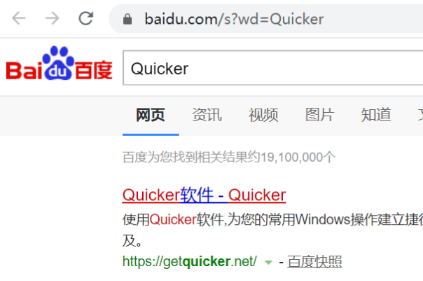 baidu.com/s?wd=Quicker
Bai du 百度
Quicker
网页 资讯 视频 图片 知道
百度为您找到相关结果约19,100,000个
Quicker软件 - Quicker
使用Quicker软件,为您的常用Windows操作建立捷
及。
https://getquicker.net/ - 百度快照